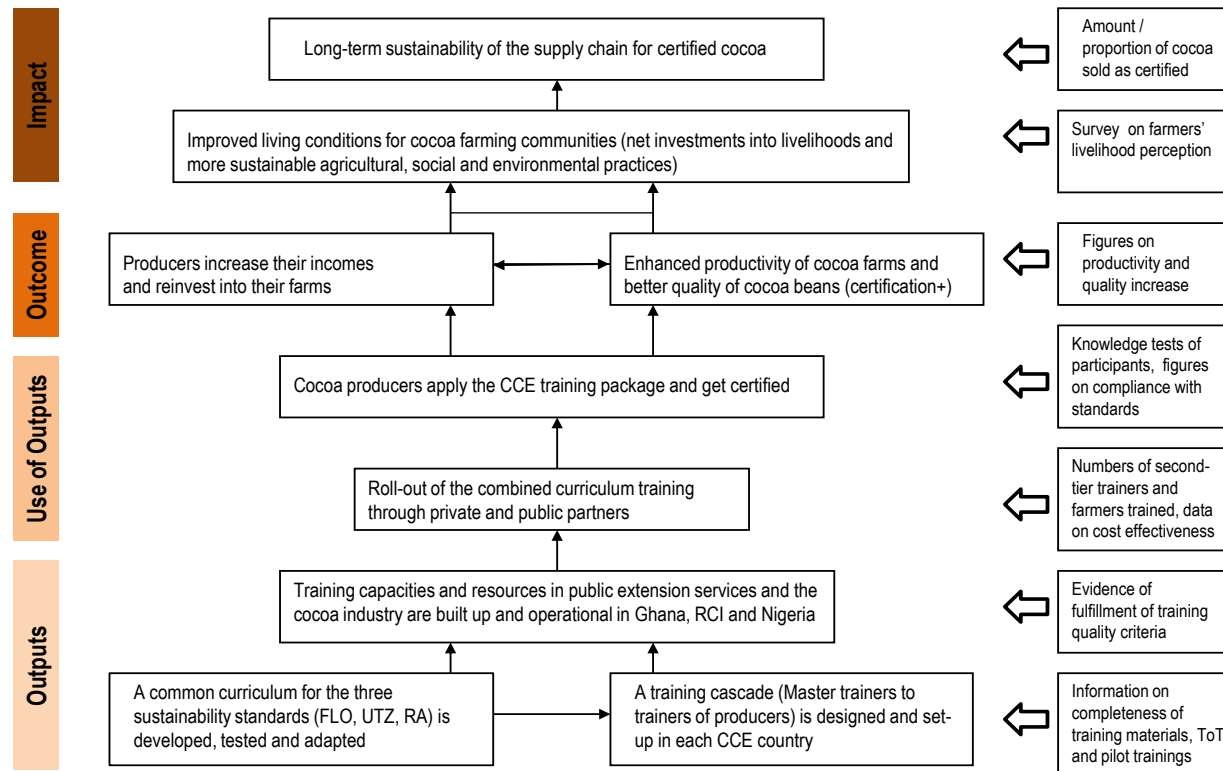 Impact
Long-term sustainability of the supply chain for certified cocoa
Amount /
proportion of cocoa
sold as certified
Improved living conditions for cocoa farming communities (net investments into livelihoods and
more sustainable agricultural, social and environmental practices)
Survey on farmers’
livelihood perception
Outcome
Producers increase their incomes
and reinvest into their farms
Enhanced productivity of cocoa farms and
better quality of cocoa beans (certification+)
Figures on
productivity and
quality increase
Use of Outputs
Cocoa producers apply the CCE training package and get certified
Knowledge tests of
participants, figures
on compliance with
standards
Roll-out of the combined curriculum training
through private and public partners
Numbers of second-
tier trainers and
farmers trained, data
on cost effectiveness
Outputs
Training capacities and resources in public extension services and the
cocoa industry are built up and operational in Ghana, RCI and Nigeria
Evidence of
fulfillment of training
quality criteria
A common curriculum for the three
sustainability standards (FLO, UTZ, RA) is
developed, tested and adapted
A training cascade (Master trainers to
trainers of producers) is designed and set-
up in each CCE country
Information on
completeness of
training materials, ToT
and pilot trainings